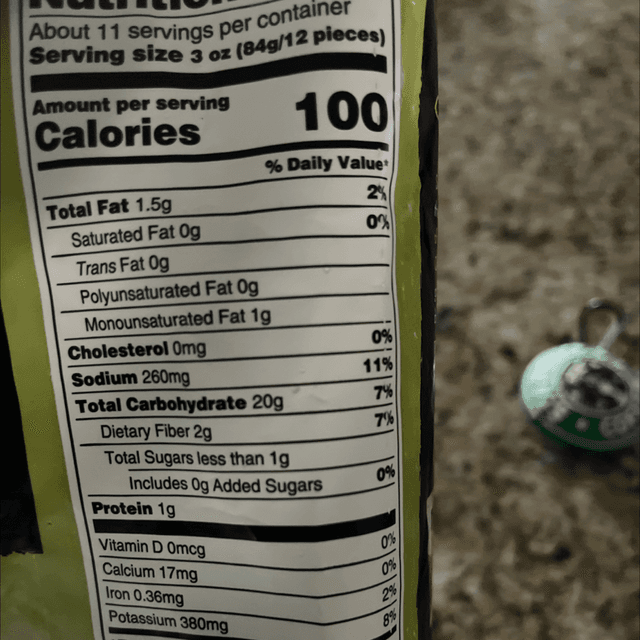 Nutrition
About 11 servings per container
Serving size 3 oz (84g/12 pieces)
Amount per serving
Calories 100
% Daily Value*
Total Fat 1.5g 2%
Saturated Fat 0g 0%
Trans Fat 0g
Polyunsaturated Fat 0g
Monounsaturated Fat 1g
Cholesterol 0mg 0%
Sodium 260mg 11%
Total Carbohydrate 20g 7%
Dietary Fiber 2g 7%
Total Sugars less than 1g
Includes 0g Added Sugars 0%
Protein 1g
Vitamin D 0mcg 0%
Calcium 17mg 0%
Iron 0.36mg 2%
Potassium 380mg 8%